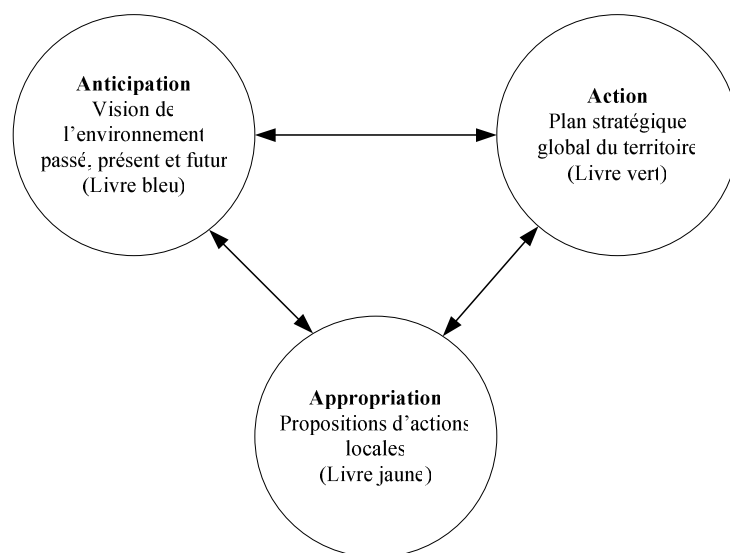 Anticipation
Vision de
l'environnement
passé, présent et futur
(Livre bleu)
Action
Plan stratégique
global du territoire
(Livre vert)
Appropriation
Propositions d'actions
locales
(Livre jaune)